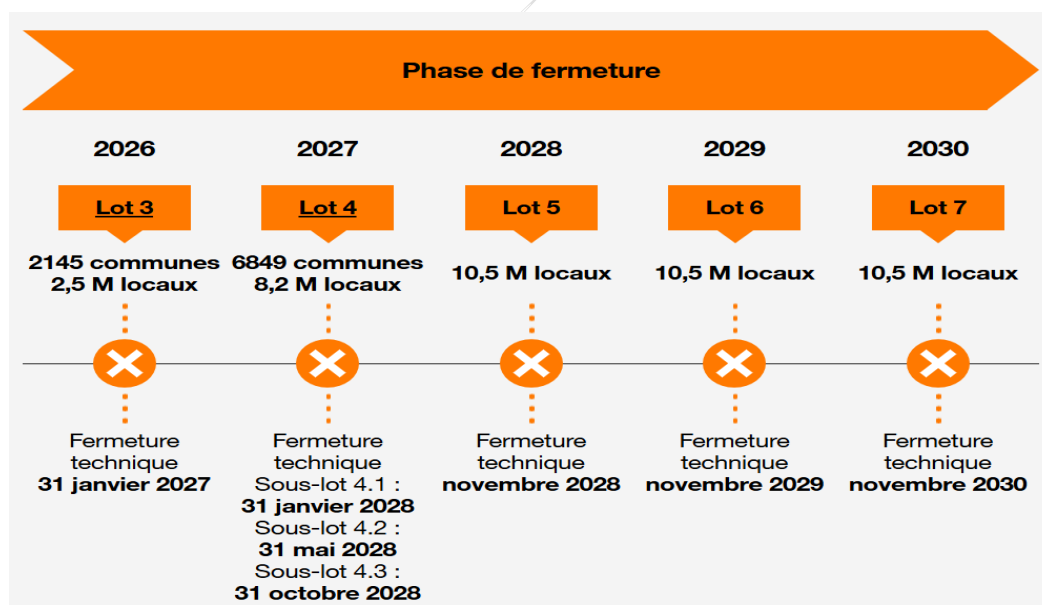 Phase de fermeture
2026
2027
2028
2029
2030
Lot 3
Lot 4
Lot 5
Lot 6
Lot 7
2145 communes
2,5 M locaux
6849 communes
8,2 M locaux
10,5 M locaux
10,5 M locaux
10,5 M locaux
Fermeture
technique
31 janvier 2027
Fermeture
technique
Sous-lot 4.1 :
31 janvier 2028
Sous-lot 4.2 :
31 mai 2028
Sous-lot 4.3 :
31 octobre 2028
Fermeture
technique
novembre 2028
Fermeture
technique
novembre 2029
Fermeture
technique
novembre 2030